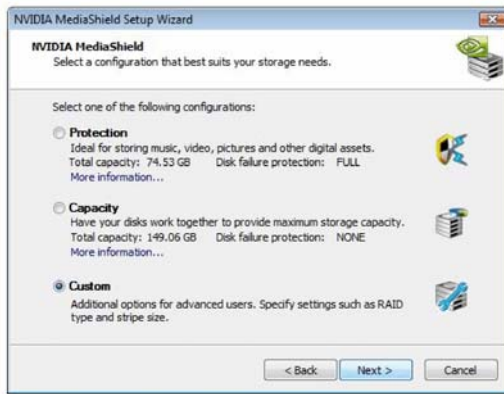 NVIDIA MediaShield Setup Wizard
NVIDIA MediaShield
Select a configuration that best suits your storage needs.
Select one of the following configurations:
Protection
Ideal for storing music, video, pictures and other digital assets.
Total capacity: 74.53 GB Disk failure protection: FULL
More information...
Capacity
Have your disks work together to provide maximum storage capacity.
Total capacity: 149.06 GB Disk failure protection: NONE
More information...
Custom
Additional options for advanced users. Specify settings such as RAID
type and stripe size.
< Back Next > Cancel